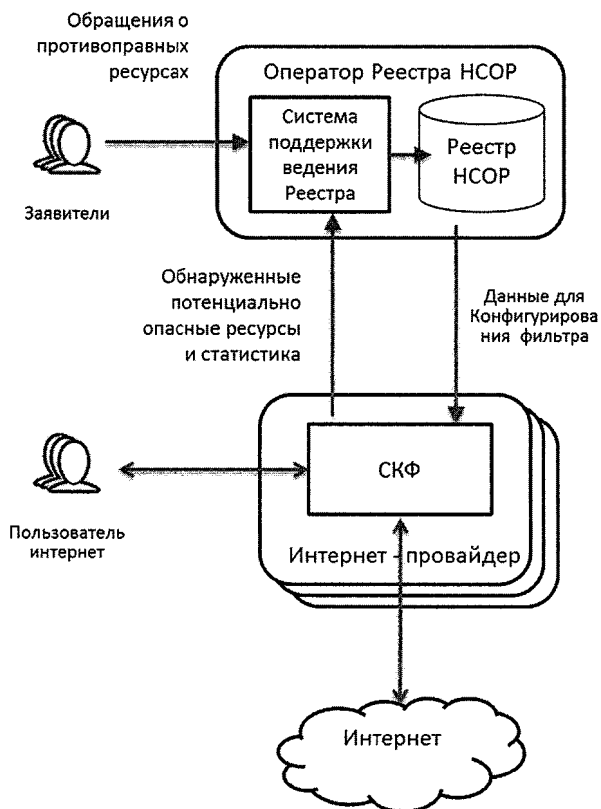 Обращения о
противоправных
ресурсах
Оператор Реестра НСОР
Система
поддержки
ведения
Реестра
Реестр
НСОР
Заявители
Обнаруженные
потенциально
опасные ресурсы
и статистика
Данные для
Конфигурирова
ния фильтра
СКФ
Пользователь
интернет
Интернет - провайдер
Интернет